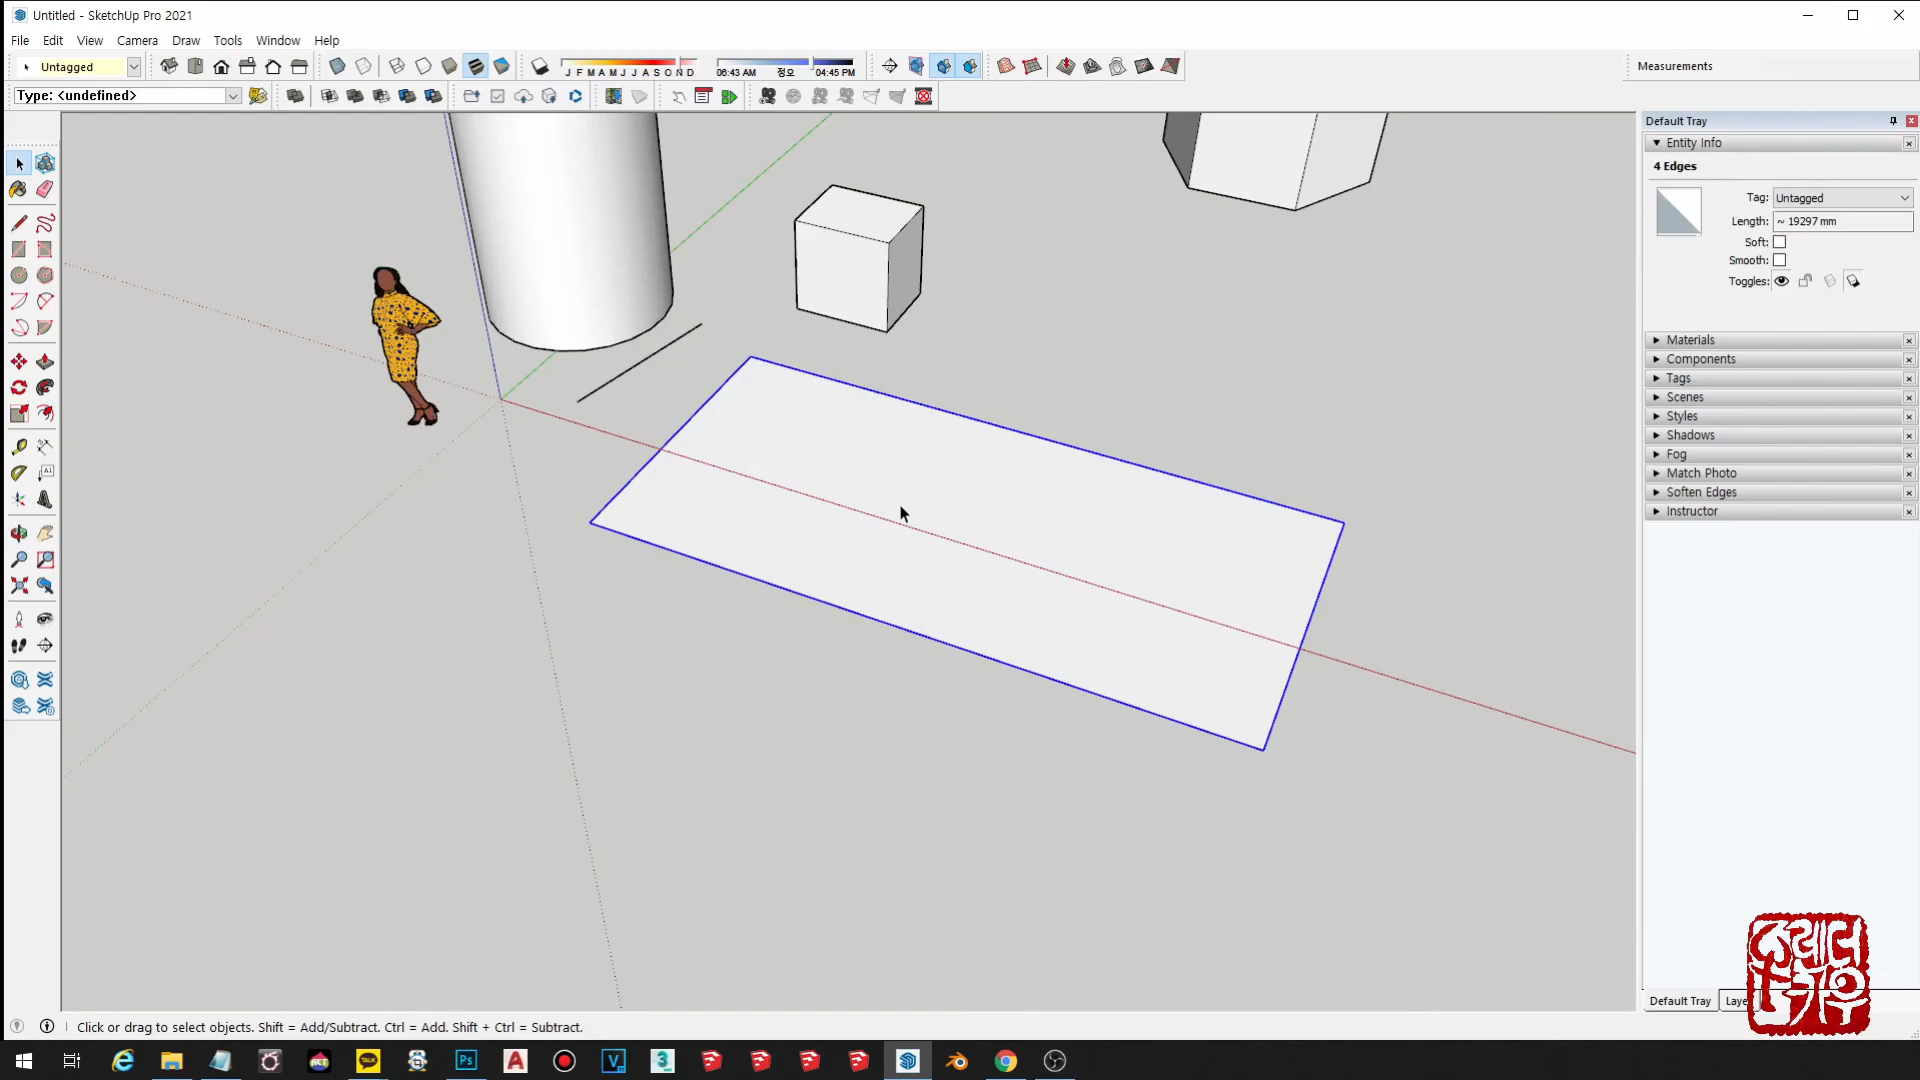 Untitled - SketchUp Pro 2021
File Edit View Camera Draw Tools Window Help
Untagged
J F M A M J J A S O N D
06:43 AM 정오 04:45 PM
Measurements
Type: <undefined>
Default Tray
Entity Info
4 Edges
Tag: Untagged
Length: ~ 19297 mm
Soft:
Smooth:
Toggles:
Materials
Components
Tags
Scenes
Styles
Shadows
Fog
Match Photo
Soften Edges
Instructor
Default Tray
Click or drag to select objects. Shift = Add/Subtract. Ctrl = Add. Shift + Ctrl = Subtract.